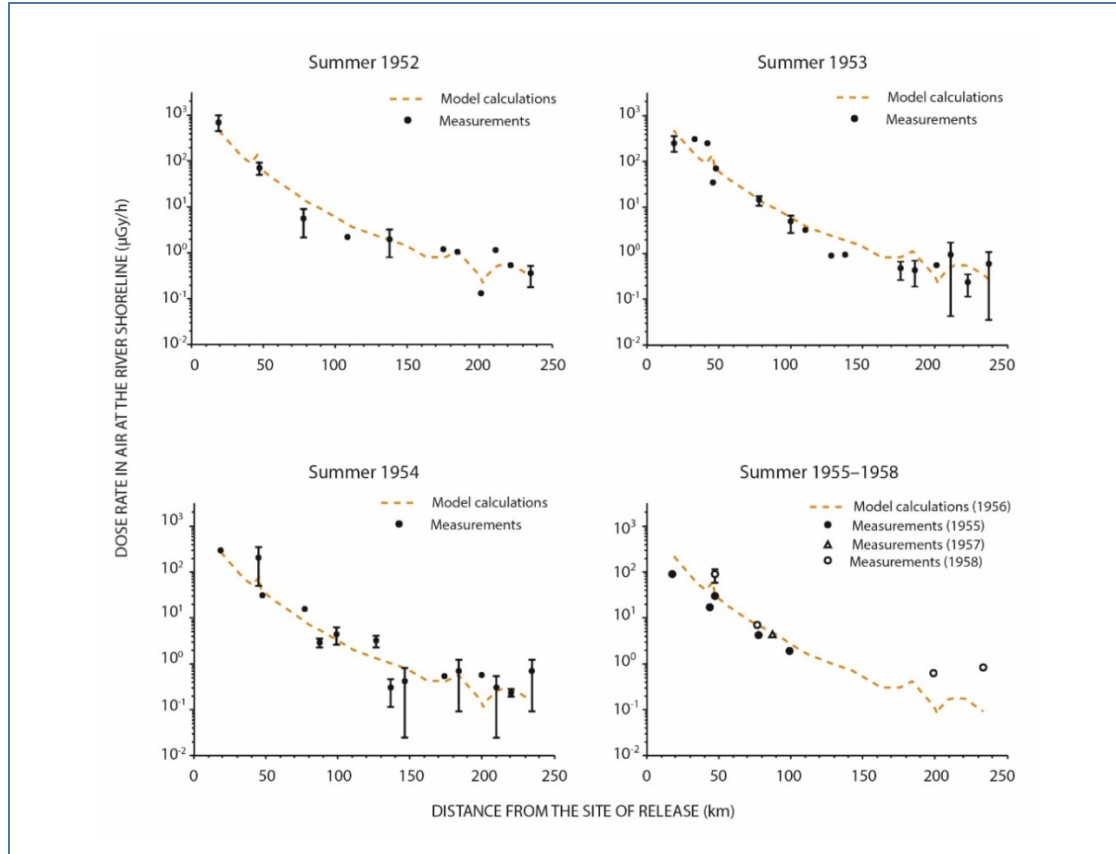 Summer 1952
Model calculations
Measurements
10³
10²
10¹
10⁰
10⁻¹
10⁻²
0 50 100 150 200 250
Summer 1953
Model calculations
Measurements
10³
10²
10¹
10⁰
10⁻¹
10⁻²
0 50 100 150 200 250
DOSE RATE IN AIR AT THE RIVER SHORELINE (µGy/h)
Summer 1954
Model calculations
Measurements
10³
10²
10¹
10⁰
10⁻¹
10⁻²
0 50 100 150 200 250
Summer 1955–1958
Model calculations (1956)
Measurements (1955)
Measurements (1957)
Measurements (1958)
10³
10²
10¹
10⁰
10⁻¹
10⁻²
0 50 100 150 200 250
DISTANCE FROM THE SITE OF RELEASE (km)